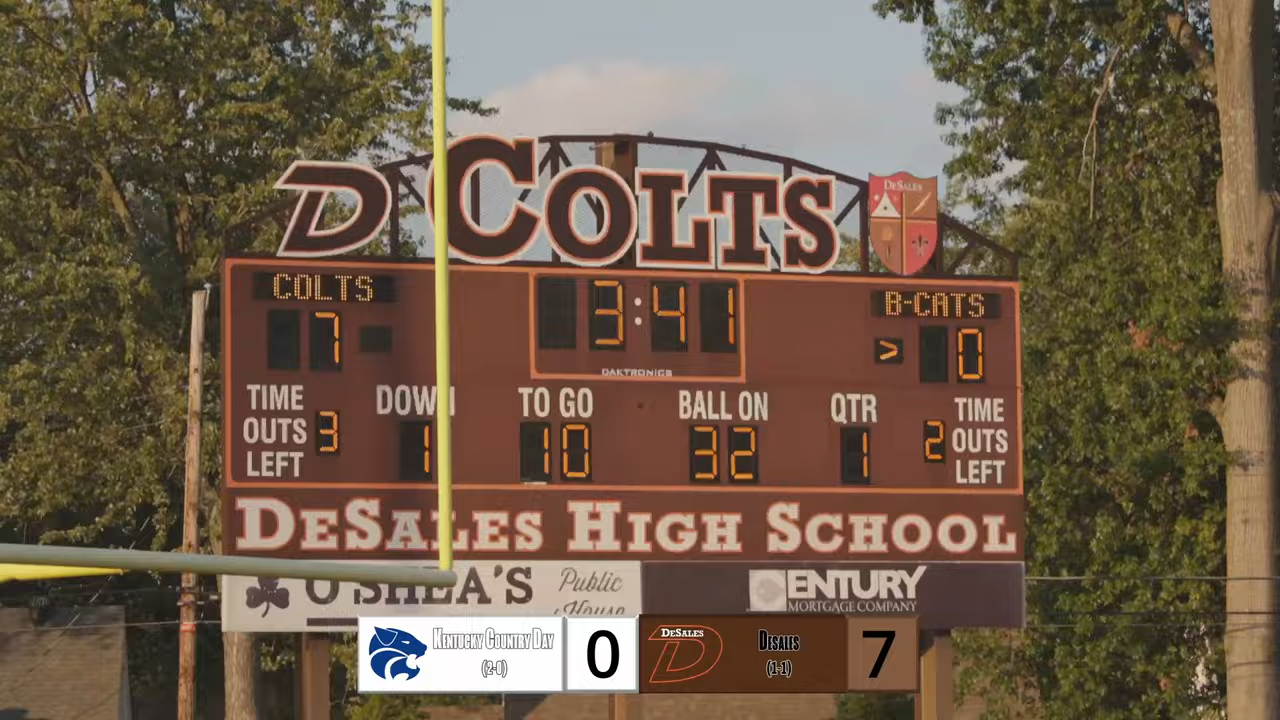 D COLTS
DESALES
COLTS
B-CATS
7
3:41
> 0
DAKTRONICS
TIME OUTS LEFT 3
DOWN 1
TO GO 10
BALL ON 32
QTR 1
2 TIME OUTS LEFT
DESALES HIGH SCHOOL
O'SHEA'S Public House
CENTURY
MORTGAGE COMPANY
KENTUCKY COUNTRY DAY
(2-0)
0
DESALES
D
DESALES
(1-1)
7